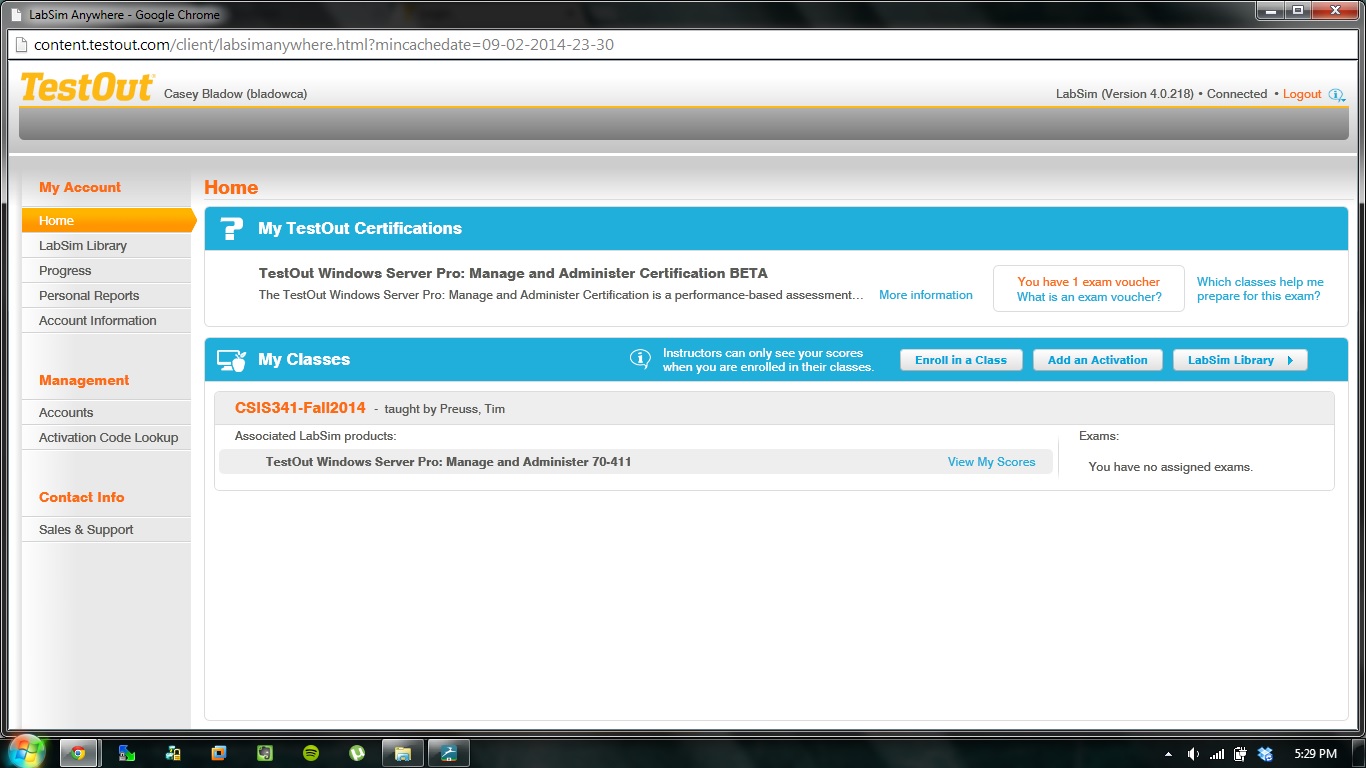 LabSim Anywhere - Google Chrome
content.testout.com/client/labsimanywhere.html?mincachedate=09-02-2014-23-30
TestOut Casey Bladow (bladowca)
LabSim (Version 4.0.218) • Connected • Logout
My Account
Home
LabSim Library
Progress
Personal Reports
Account Information
Management
Accounts
Activation Code Lookup
Contact Info
Sales & Support
Home
My TestOut Certifications
TestOut Windows Server Pro: Manage and Administer Certification BETA
The TestOut Windows Server Pro: Manage and Administer Certification is a performance-based assessment... More information
You have 1 exam voucher
What is an exam voucher?
Which classes help me
prepare for this exam?
My Classes
Instructors can only see your scores
when you are enrolled in their classes.
Enroll in a Class
Add an Activation
LabSim Library
CSIS341-Fall2014 - taught by Preuss, Tim
Associated LabSim products:
TestOut Windows Server Pro: Manage and Administer 70-411 View My Scores
Exams:
You have no assigned exams.
5:29 PM